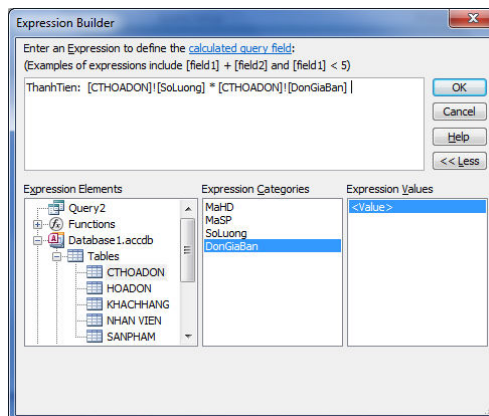 Expression Builder
Enter an Expression to define the calculated query field:
(Examples of expressions include [field1] + [field2] and [field1] < 5)
ThanhTien: [CTHOADON]![SoLuong] * [CTHOADON]![DonGiaBan]
OK
Cancel
Help
<< Less
Expression Elements
Query2
Functions
Database1.accdb
Tables
CTHOADON
HOADON
KHACHHANG
NHAN VIEN
SANPHAM
Expression Categories
MaHD
MaSP
SoLuong
DonGiaBan
Expression Values
<Value>